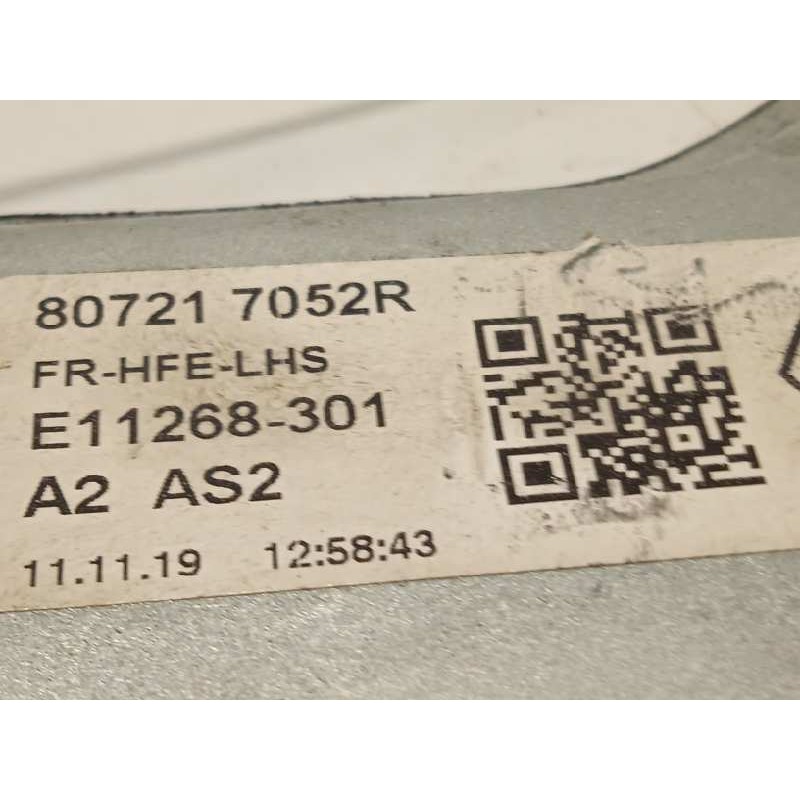 80721 7052R
FR-HFE-LHS
E11268-301
A2 AS2
11.11.19 12:58:43